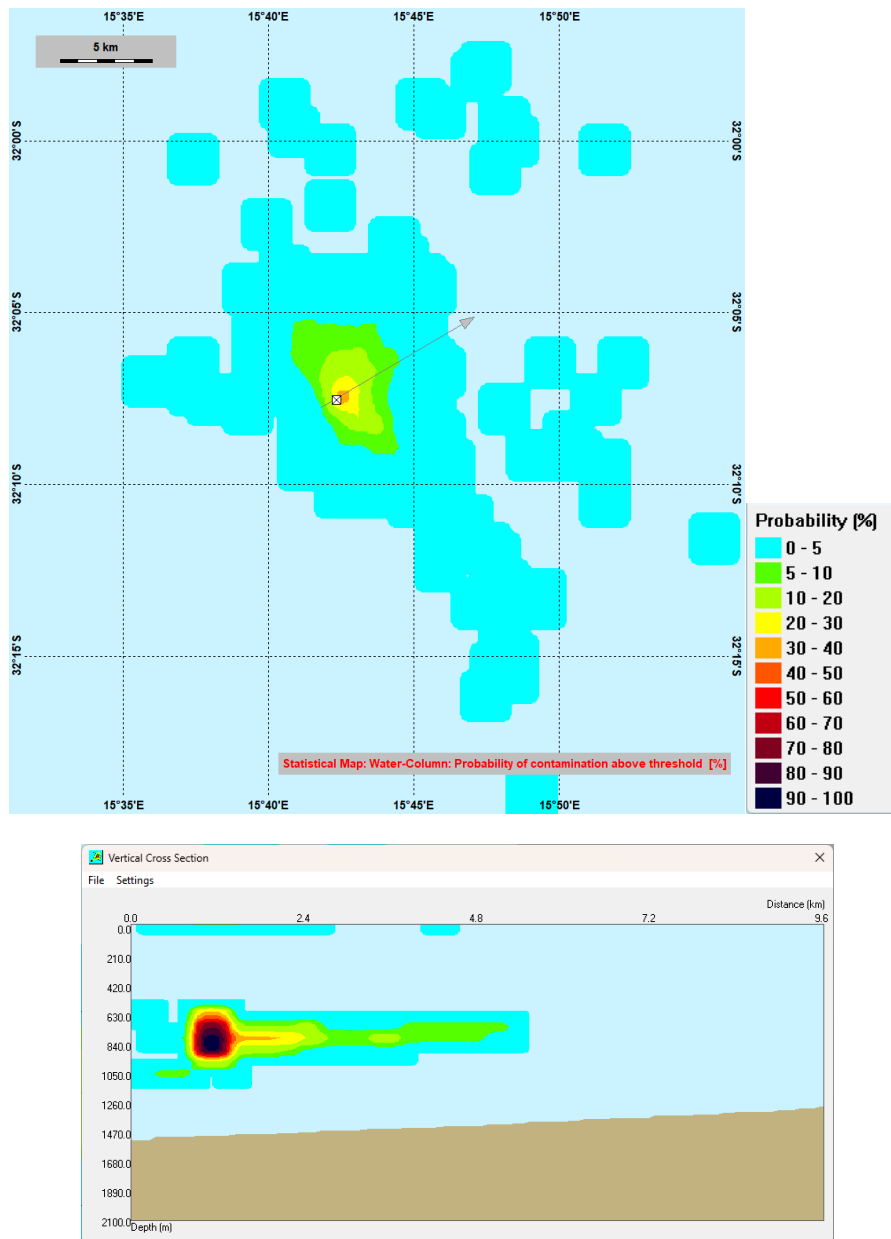 15°35'E 15°40'E 15°45'E 15°50'E
5 km
32°00'S 32°00'S
32°05'S 32°05'S
32°10'S 32°10'S
32°15'S 32°15'S
Statistical Map: Water-Column: Probability of contamination above threshold [%]
15°35'E 15°40'E 15°45'E 15°50'E
Probability [%]
0 - 5
5 - 10
10 - 20
20 - 30
30 - 40
40 - 50
50 - 60
60 - 70
70 - 80
80 - 90
90 - 100
Vertical Cross Section
File Settings
Distance (km)
0.0 2.4 4.8 7.2 9.6
0.0
210.0
420.0
630.0
840.0
1050.0
1260.0
1470.0
1680.0
1890.0
2100.0
Depth (m)